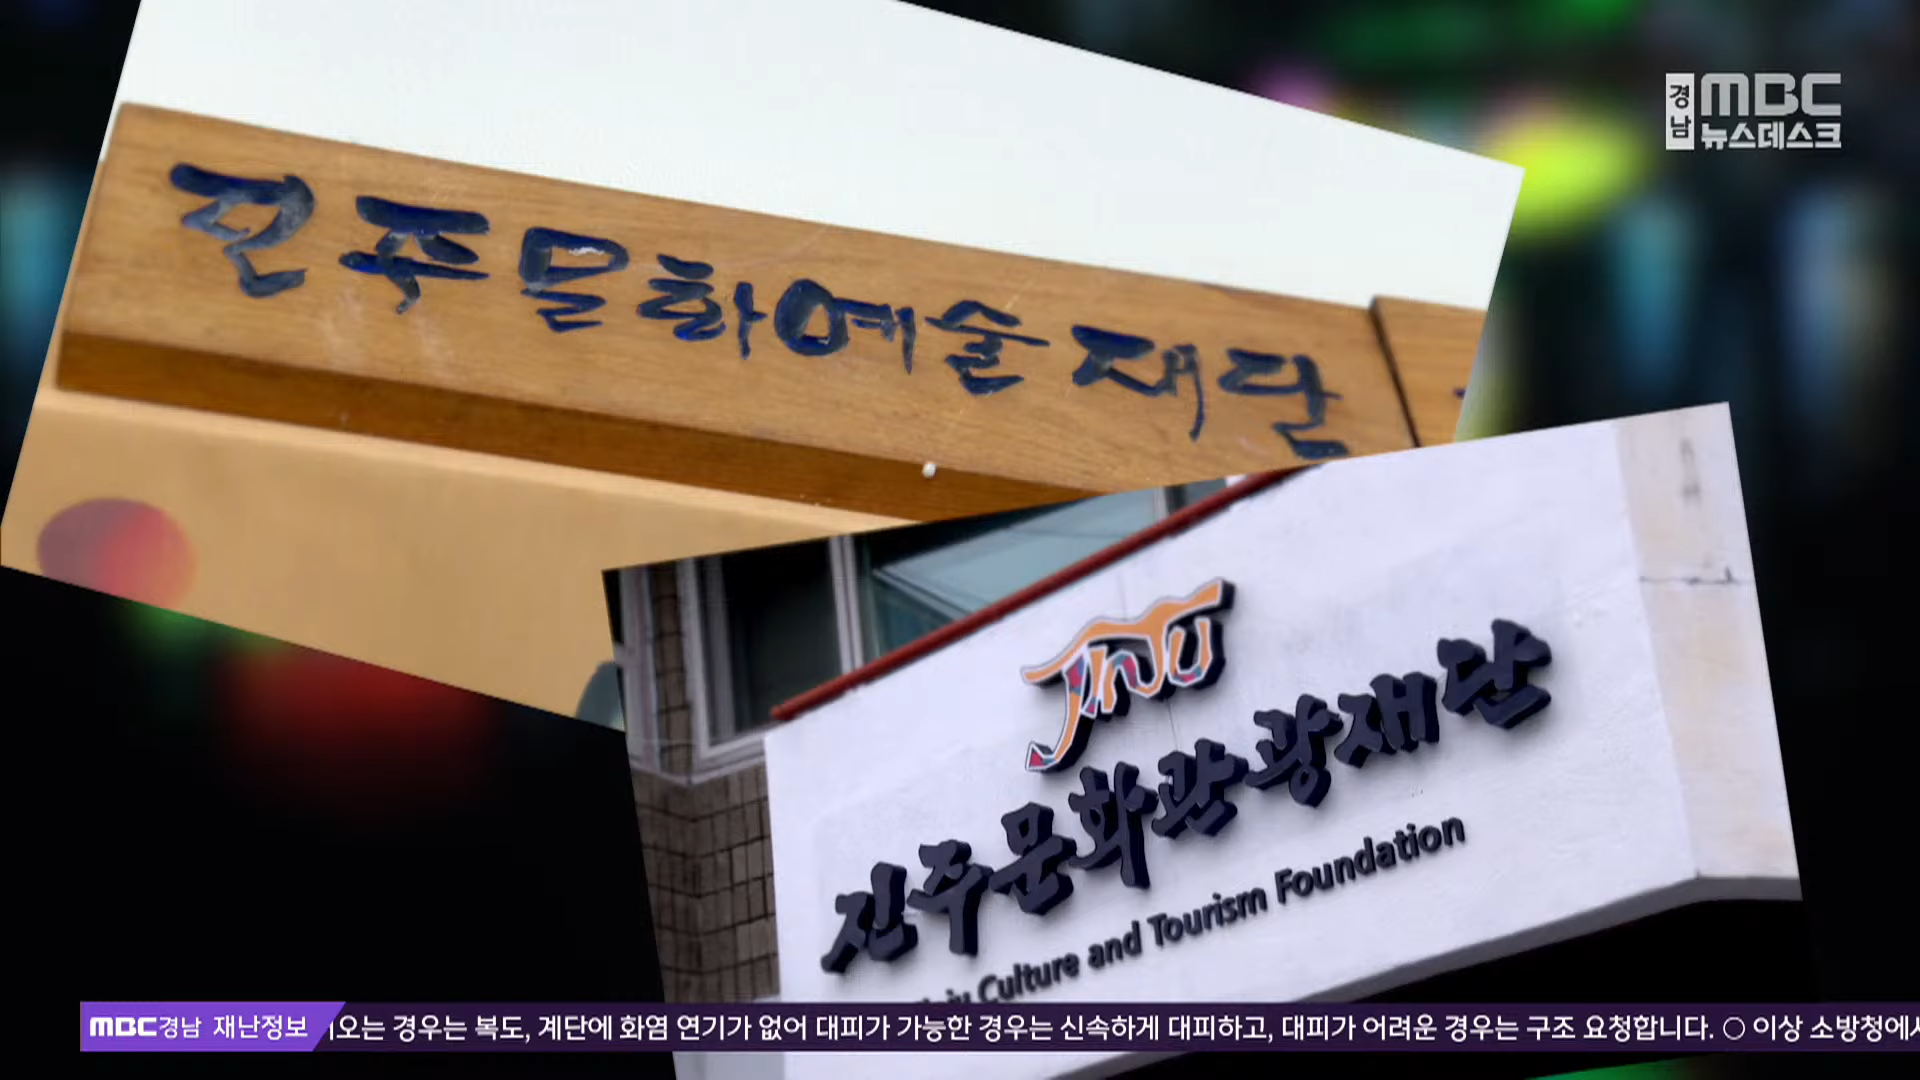 경남 MBC
뉴스데스크
진주문화예술재단
JINJU
진주문화관광재단
Culture and Tourism Foundation
MBC경남 재난정보
오는 경우는 복도, 계단에 화염 연기가 없어 대피가 가능한 경우는 신속하게 대피하고, 대피가 어려운 경우는 구조 요청합니다. ○ 이상 소방청에서